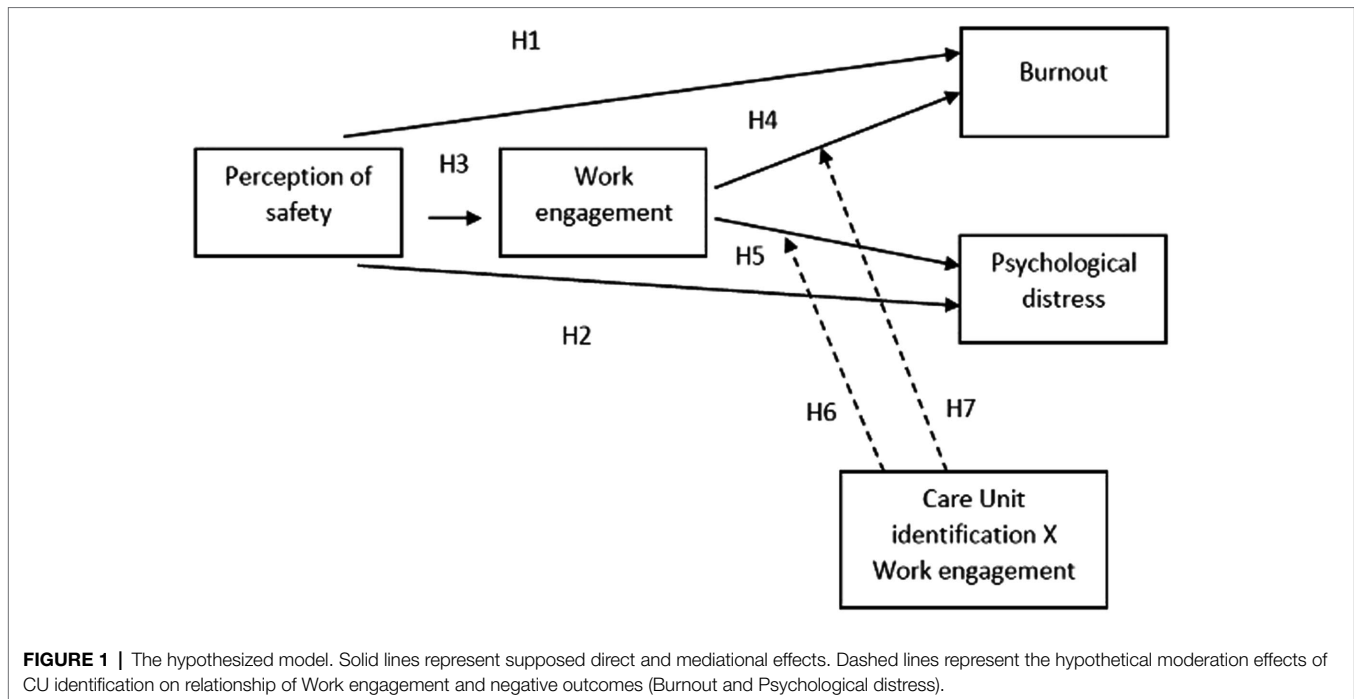 H1
Burnout
H4
Perception of
safety
H3
Work
engagement
H5
Psychological
distress
H2
H6
H7
Care Unit
identification X
Work engagement
FIGURE 1 | The hypothesized model. Solid lines represent supposed direct and mediational effects. Dashed lines represent the hypothetical moderation effects of
CU identification on relationship of Work engagement and negative outcomes (Burnout and Psychological distress).